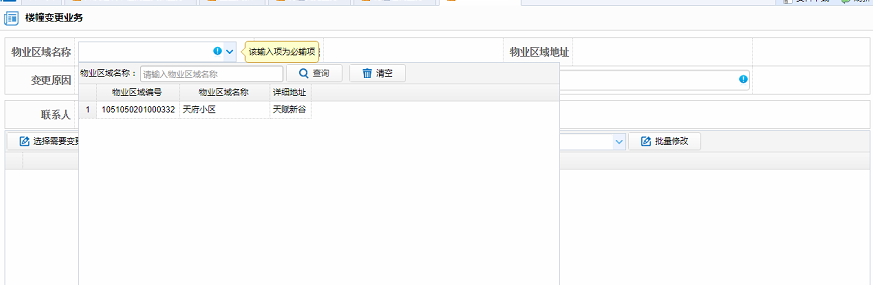 楼幢变更业务
物业区域名称 该输入项为必输项 物业区域地址
物业区域名称： 请输入物业区域名称 查询 清空
变更原因
物业区域编号 物业区域名称 详细地址
1 1051050201000332 天府小区 天赋新谷
联系人
选择需要变更 批量修改